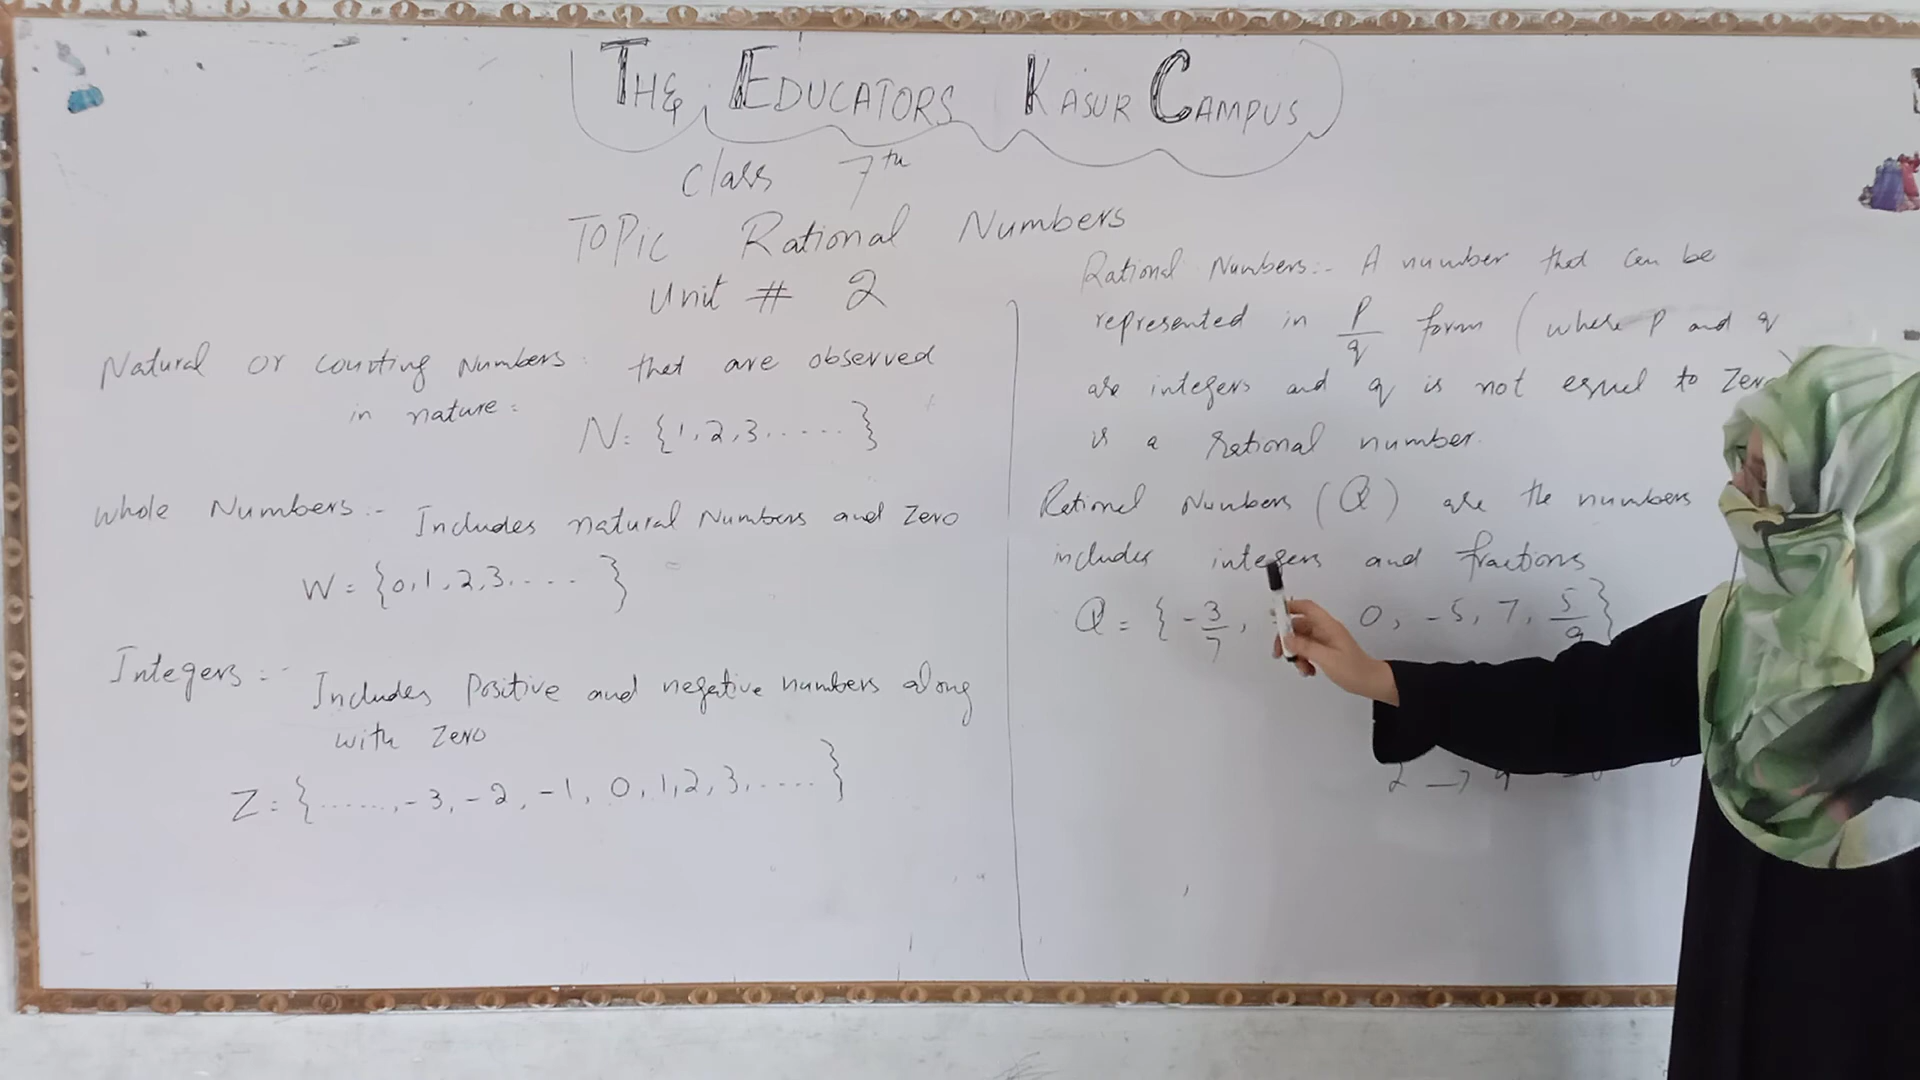 THE EDUCATORS KASUR CAMPUS
Class 7th
Topic Rational Numbers
Unit # 2
Natural or counting Numbers: that are observed
in nature:
N = {1, 2, 3, ......}
Whole Numbers:- Includes natural Numbers and Zero
W = {0, 1, 2, 3, .... }
Integers:- Includes Positive and negative numbers along
with Zero
Z = {......, -3, -2, -1, 0, 1, 2, 3, ......}
Rational Numbers:- A number that can be
represented in p/q form (where p and q
are integers and q is not equal to Zero
is a rational number.
Rational Numbers (Q) are the numbers
includes integers and fractions
Q = { -3/7, 0, -5, 7, 5/9 }
2 → 9